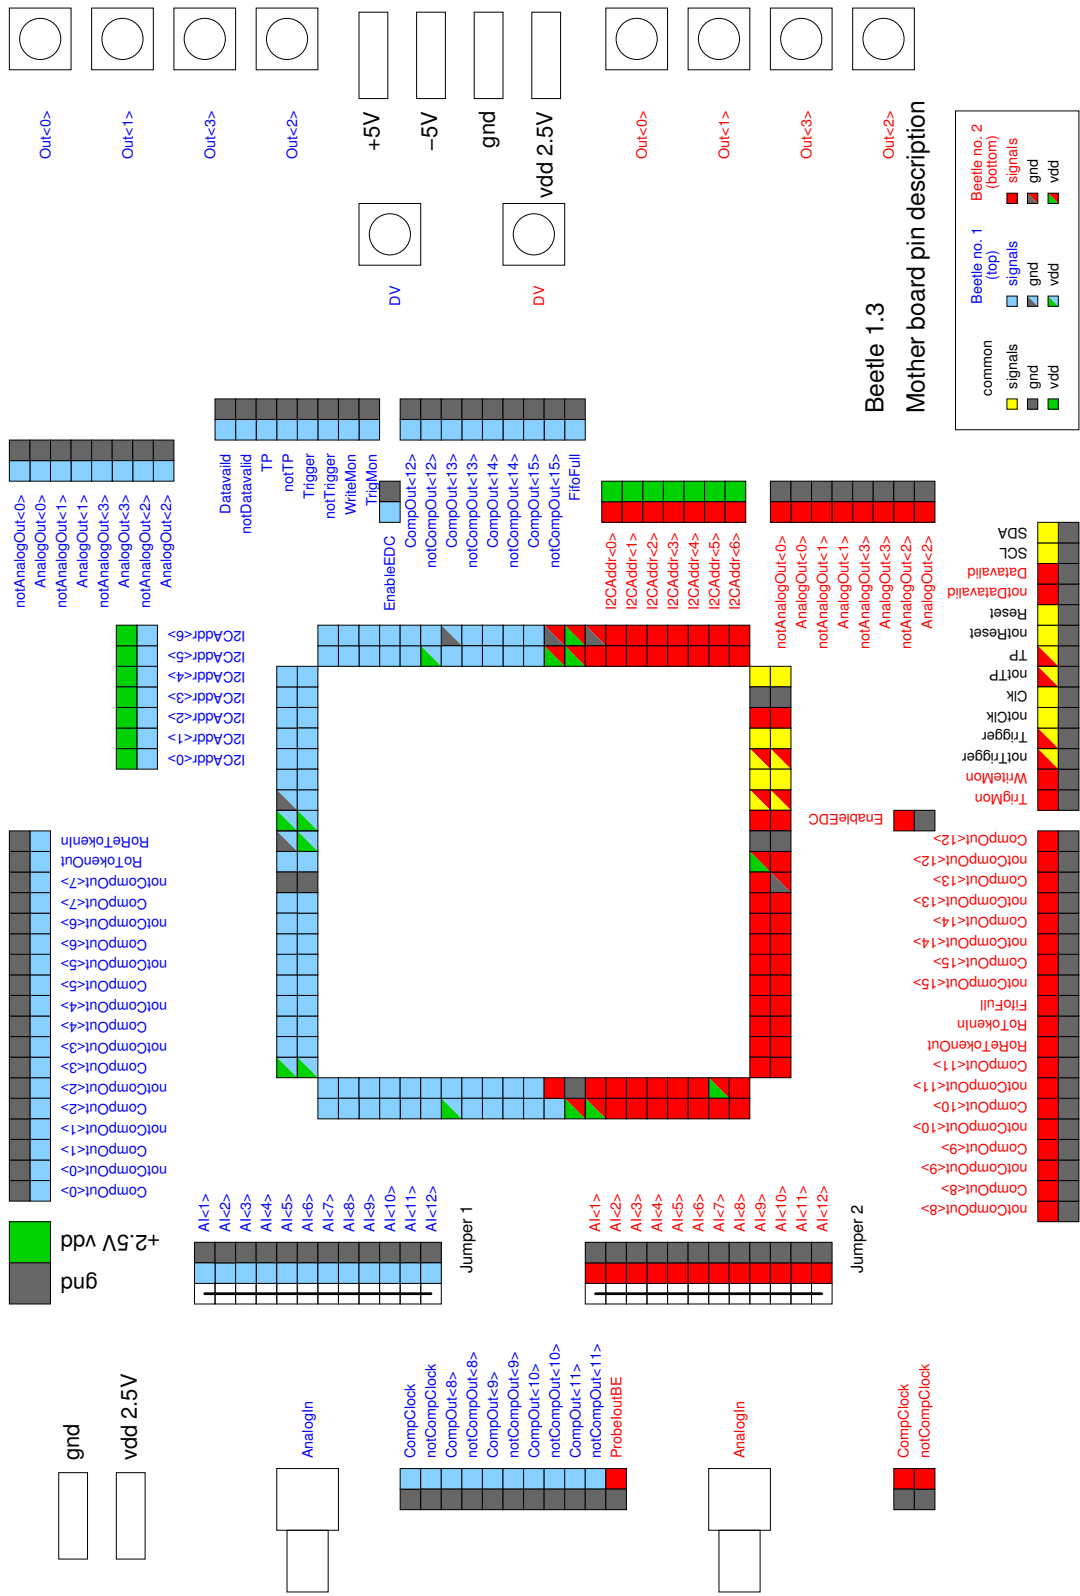 Out<0>
Out<1>
Out<3>
Out<2>
+5V
−5V
gnd
vdd 2.5V
Out<0>
Out<1>
Out<3>
Out<2>
DV
DV
Beetle 1.3
Mother board pin description
common
signals
gnd
vdd
Beetle no. 1
(top)
signals
gnd
vdd
Beetle no. 2
(bottom)
signals
gnd
vdd
notAnalogOut<0>
AnalogOut<0>
notAnalogOut<1>
AnalogOut<1>
notAnalogOut<3>
AnalogOut<3>
notAnalogOut<2>
AnalogOut<2>
Datavaild
notDatavalid
TP
notTP
Trigger
notTrigger
WriteMon
TrigMon
EnableEDC
CompOut<12>
notCompOut<12>
CompOut<13>
notCompOut<13>
CompOut<14>
notCompOut<14>
CompOut<15>
notCompOut<15>
FifoFull
I2CAddr<0>
I2CAddr<1>
I2CAddr<2>
I2CAddr<3>
I2CAddr<4>
I2CAddr<5>
I2CAddr<6>
notAnalogOut<0>
AnalogOut<0>
notAnalogOut<1>
AnalogOut<1>
notAnalogOut<3>
AnalogOut<3>
notAnalogOut<2>
AnalogOut<2>
I2CAddr<6>
I2CAddr<5>
I2CAddr<4>
I2CAddr<3>
I2CAddr<2>
I2CAddr<1>
I2CAddr<0>
SDA
SCL
Datavalid
notDatavalid
Reset
notReset
TP
notTP
Clk
notClk
Trigger
notTrigger
WriteMon
TrigMon
EnableEDC
RoReTokenIn
RoTokenOut
notCompOut<7>
CompOut<7>
notCompOut<6>
CompOut<6>
notCompOut<5>
CompOut<5>
notCompOut<4>
CompOut<4>
notCompOut<3>
CompOut<3>
notCompOut<2>
CompOut<2>
notCompOut<1>
CompOut<1>
notCompOut<0>
CompOut<0>
CompOut<12>
notCompOut<12>
CompOut<13>
notCompOut<13>
CompOut<14>
notCompOut<14>
CompOut<15>
notCompOut<15>
FifoFull
RoTokenIn
RoReTokenOut
CompOut<11>
notCompOut<11>
CompOut<10>
notCompOut<10>
CompOut<9>
notCompOut<9>
CompOut<8>
notCompOut<8>
+2.5V vdd
gnd
AI<1>
AI<2>
AI<3>
AI<4>
AI<5>
AI<6>
AI<7>
AI<8>
AI<9>
AI<10>
AI<11>
AI<12>
Jumper 1
AI<1>
AI<2>
AI<3>
AI<4>
AI<5>
AI<6>
AI<7>
AI<8>
AI<9>
AI<10>
AI<11>
AI<12>
Jumper 2
gnd
vdd 2.5V
AnalogIn
CompClock
notCompClock
CompOut<8>
notCompOut<8>
CompOut<9>
notCompOut<9>
CompOut<10>
notCompOut<10>
CompOut<11>
notCompOut<11>
ProbeIoutBE
AnalogIn
CompClock
notCompClock